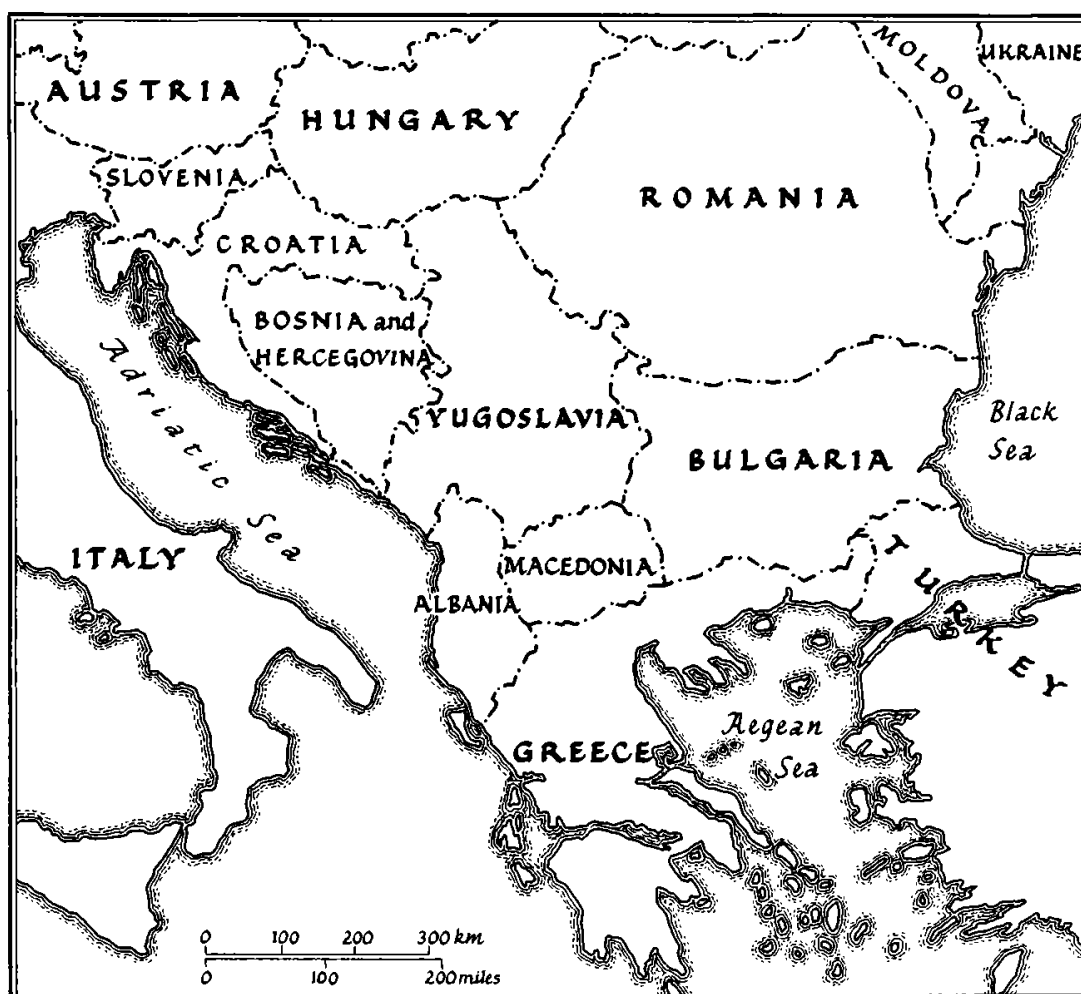 MOLDOVA
UKRAINE
AUSTRIA
HUNGARY
SLOVENIA
ROMANIA
CROATIA
BOSNIA and
HERCEGOVINA
Adriatic Sea
YUGOSLAVIA
Black
Sea
BULGARIA
ITALY
MACEDONIA
ALBANIA
TURKEY
Aegean
Sea
GREECE
0 100 200 300 km
0 100 200 miles